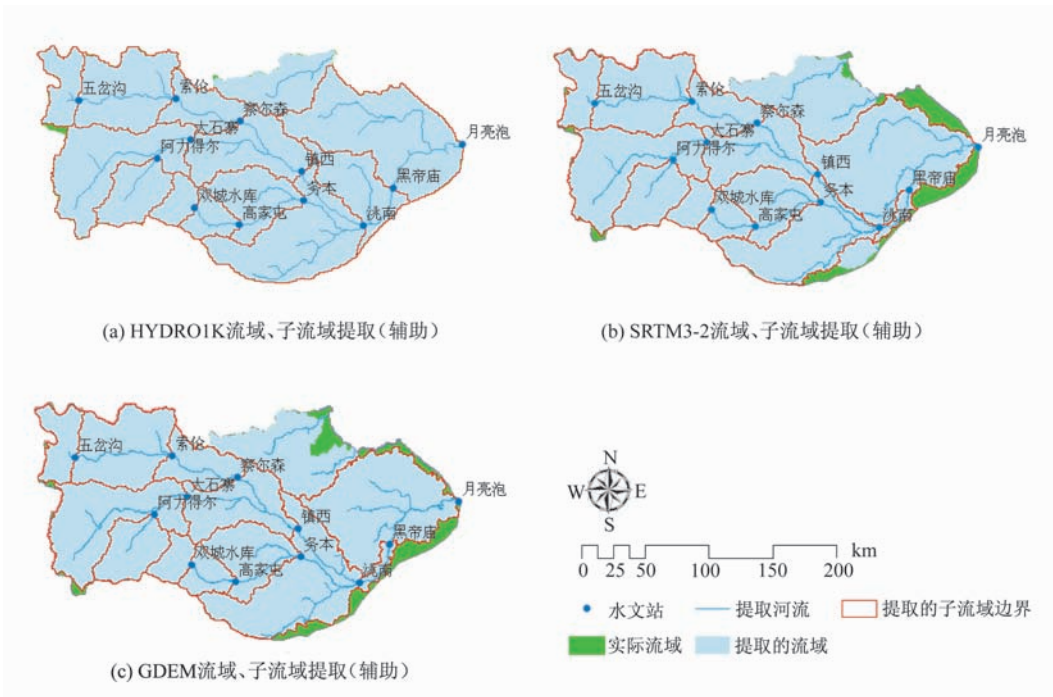 五岔沟 索伦 察尔森 大石寨 阿力得尔 月亮泡 镇西 黑帝庙 务本 双城水库 高家屯 洮南
(a) HYDRO1K流域、子流域提取(辅助)
五岔沟 索伦 察尔森 大石寨 阿力得尔 月亮泡 镇西 黑帝庙 务本 双城水库 高家屯 洮南
(b) SRTM3-2流域、子流域提取(辅助)
五岔沟 索伦 察尔森 大石寨 阿力得尔 月亮泡 镇西 黑帝庙 务本 双城水库 高家屯 洮南
(c) GDEM流域、子流域提取(辅助)
N
W E
S
km
0 25 50 100 150 200
水文站 提取河流 提取的子流域边界
实际流域 提取的流域